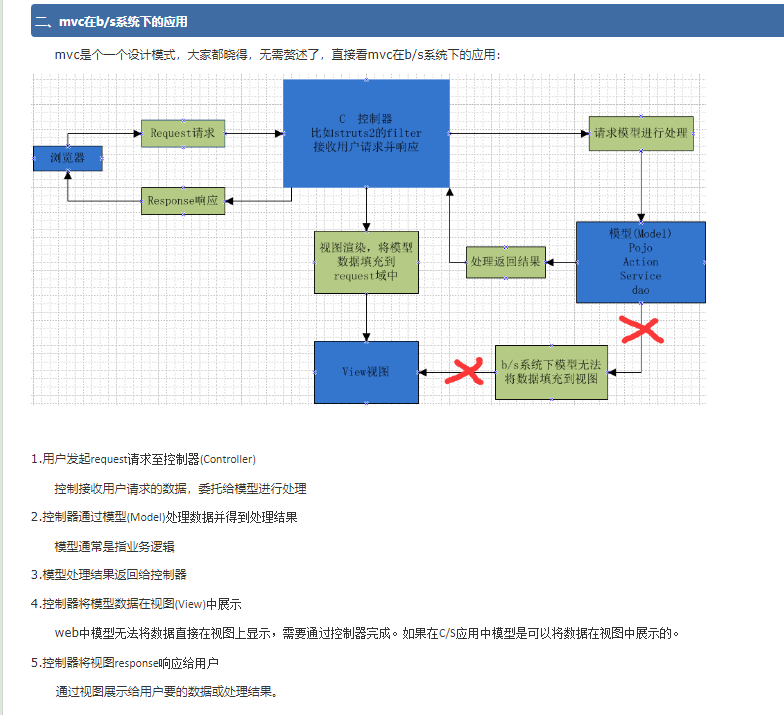 二、mvc在b/s系统下的应用
mvc是个一个设计模式，大家都晓得，无需赘述了，直接看mvc在b/s系统下的应用：
C 控制器
比如struts2的filter
接收用户请求并响应
Request请求
请求模型进行处理
浏览器
Response响应
模型(Model)
Pojo
Action
Service
dao
视图渲染，将模型
数据填充到
request域中
处理返回结果
View视图
b/s系统下模型无法
将数据填充到视图
1.用户发起request请求至控制器(Controller)
控制接收用户请求的数据，委托给模型进行处理
2.控制器通过模型(Model)处理数据并得到处理结果
模型通常是指业务逻辑
3.模型处理结果返回给控制器
4.控制器将模型数据在视图(View)中展示
web中模型无法将数据直接在视图上显示，需要通过控制器完成。如果在C/S应用中模型是可以将数据在视图中展示的。
5.控制器将视图response响应给用户
通过视图展示给用户要的数据或处理结果。